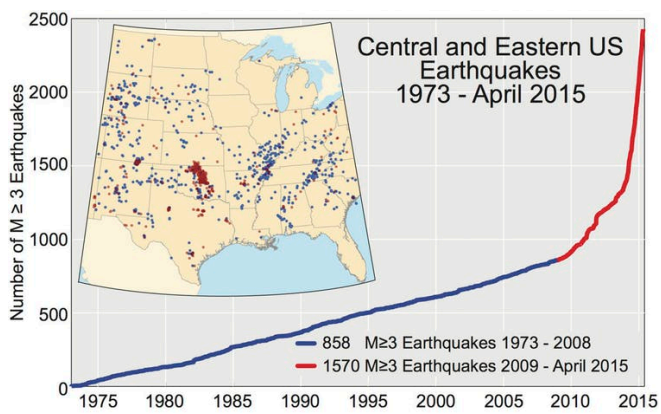 Central and Eastern US
Earthquakes
1973 - April 2015
Number of M ≥ 3 Earthquakes
2500
2000
1500
1000
500
0
858 M≥3 Earthquakes 1973 - 2008
1570 M≥3 Earthquakes 2009 - April 2015
1975 1980 1985 1990 1995 2000 2005 2010 2015